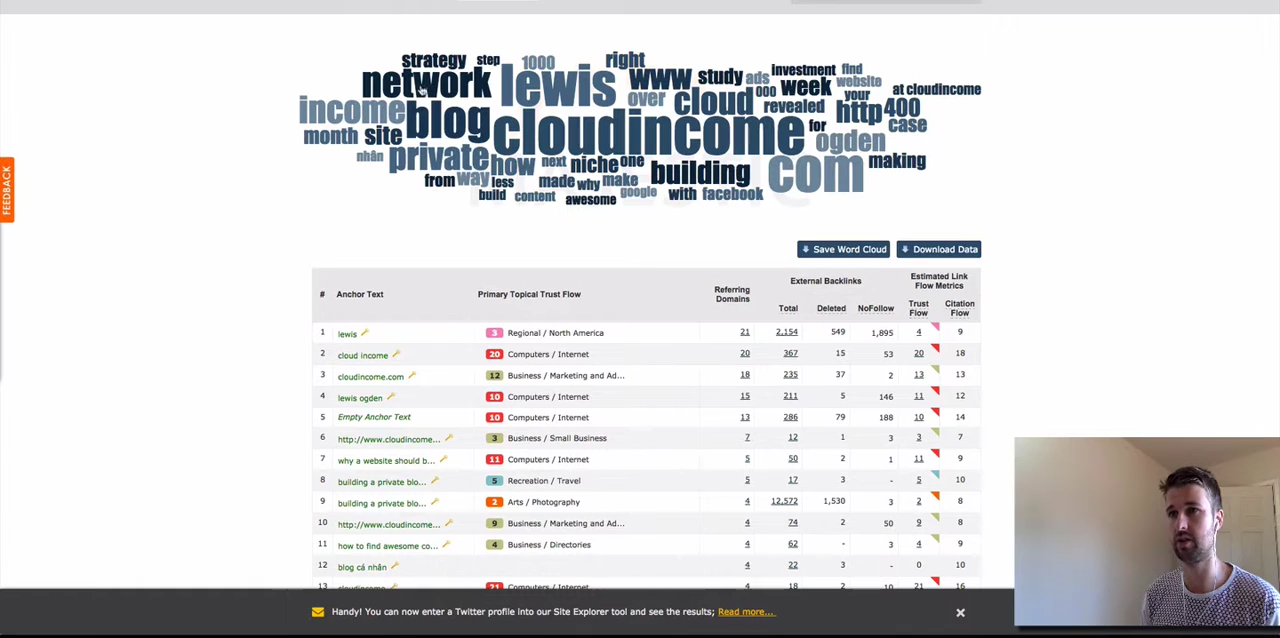 strategy step 1000 right
network lewis www study ads investment find website
income blog over cloud 000 week your at cloudincome
revealed http 400
month site cloudincome for ogden case
nhân private how next niche one building com making
from way less made why make
build content awesome google with facebook
FEEDBACK
Save Word Cloud Download Data
# Anchor Text Primary Topical Trust Flow Referring Domains External Backlinks Estimated Link Flow Metrics
Total Deleted NoFollow Trust Flow Citation Flow
1 lewis 3 Regional / North America 21 2,154 549 1,895 4 9
2 cloud income 20 Computers / Internet 20 367 15 53 20 18
3 cloudincome.com 12 Business / Marketing and Ad... 18 235 37 2 13 13
4 lewis ogden 10 Computers / Internet 15 211 5 146 11 12
5 Empty Anchor Text 10 Computers / Internet 13 286 79 188 10 14
6 http://www.cloudincome... 3 Business / Small Business 7 12 1 3 3 7
7 why a website should b... 11 Computers / Internet 5 50 2 1 11 9
8 building a private blo... 5 Recreation / Travel 5 17 3 - 5 10
9 building a private blo... 2 Arts / Photography 4 12,572 1,530 3 2 8
10 http://www.cloudincome... 9 Business / Marketing and Ad... 4 74 2 50 9 8
11 how to find awesome co... 4 Business / Directories 4 62 - 3 4 9
12 blog cá nhân 4 22 3 - 0 10
13 cloudincome 21 Computers / Internet 4 18 2 10 21 16
Handy! You can now enter a Twitter profile into our Site Explorer tool and see the results; Read more...